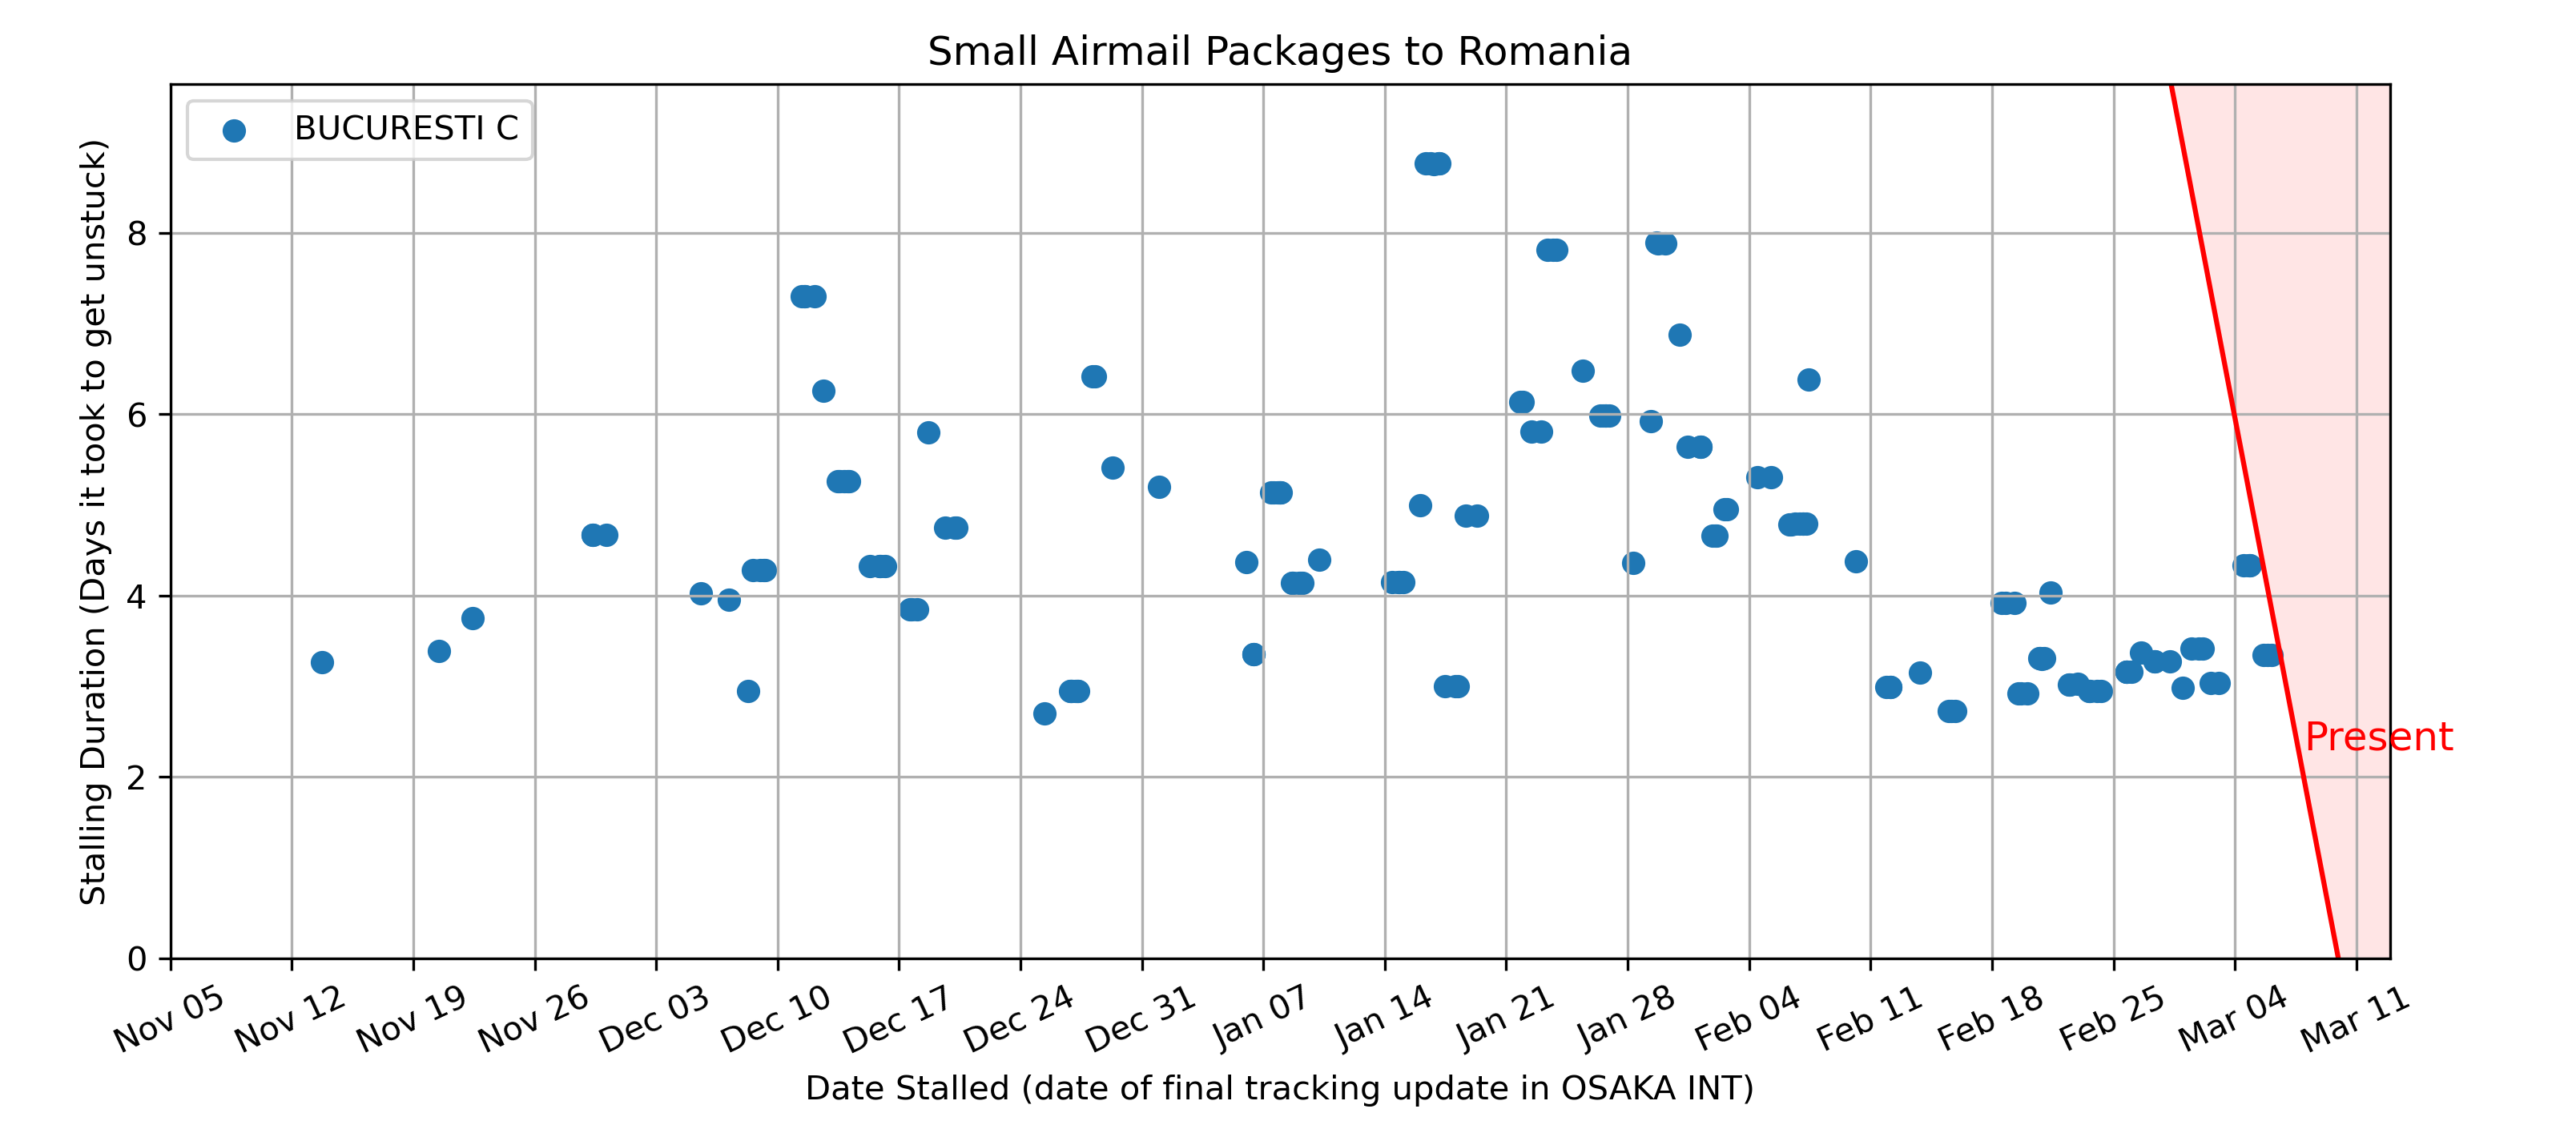 Small Airmail Packages to Romania
BUCURESTI C
Stalling Duration (Days it took to get unstuck)
8
6
4
2
0
Present
Nov 05
Nov 12
Nov 19
Nov 26
Dec 03
Dec 10
Dec 17
Dec 24
Dec 31
Jan 07
Jan 14
Jan 21
Jan 28
Feb 04
Feb 11
Feb 18
Feb 25
Mar 04
Mar 11
Date Stalled (date of final tracking update in OSAKA INT)